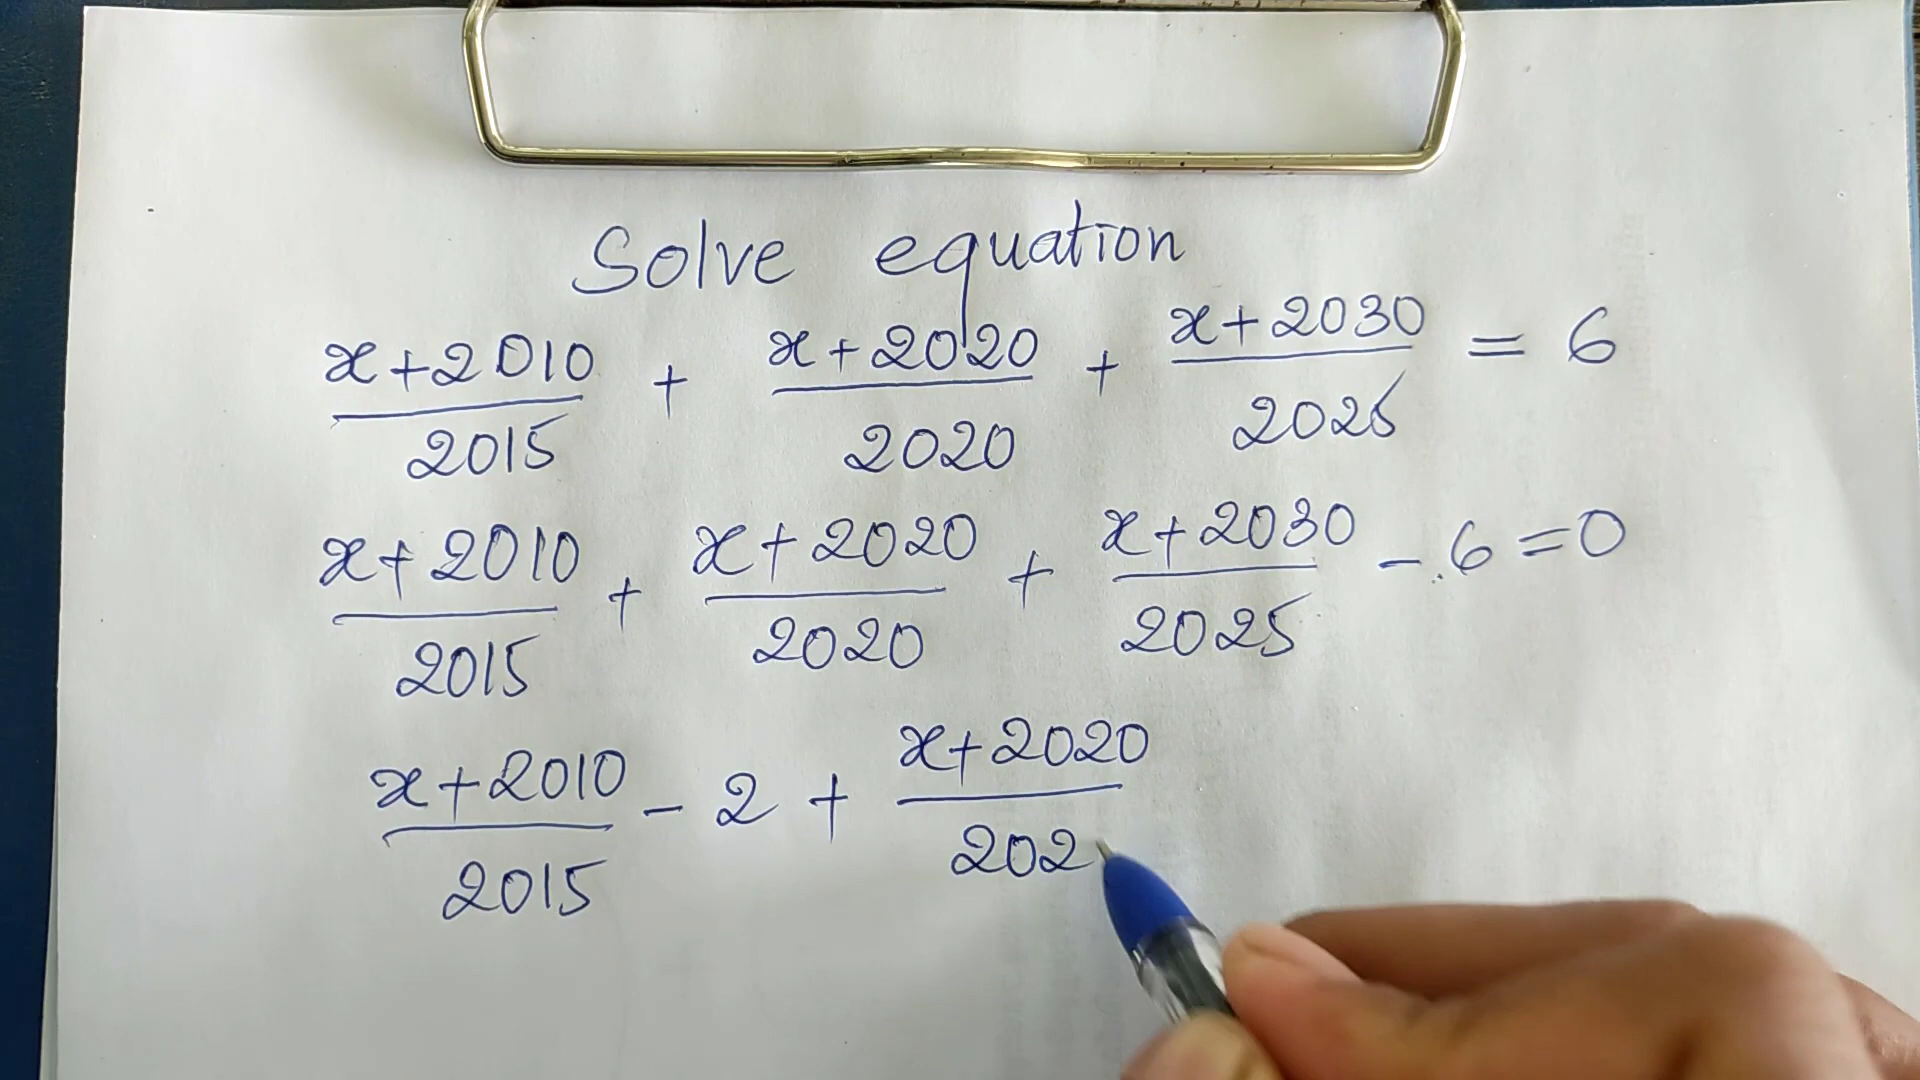 Solve equation
x+2010/2015 + x+2020/2020 + x+2030/2025 = 6
x+2010/2015 + x+2020/2020 + x+2030/2025 - 6 = 0
x+2010/2015 - 2 + x+2020/202